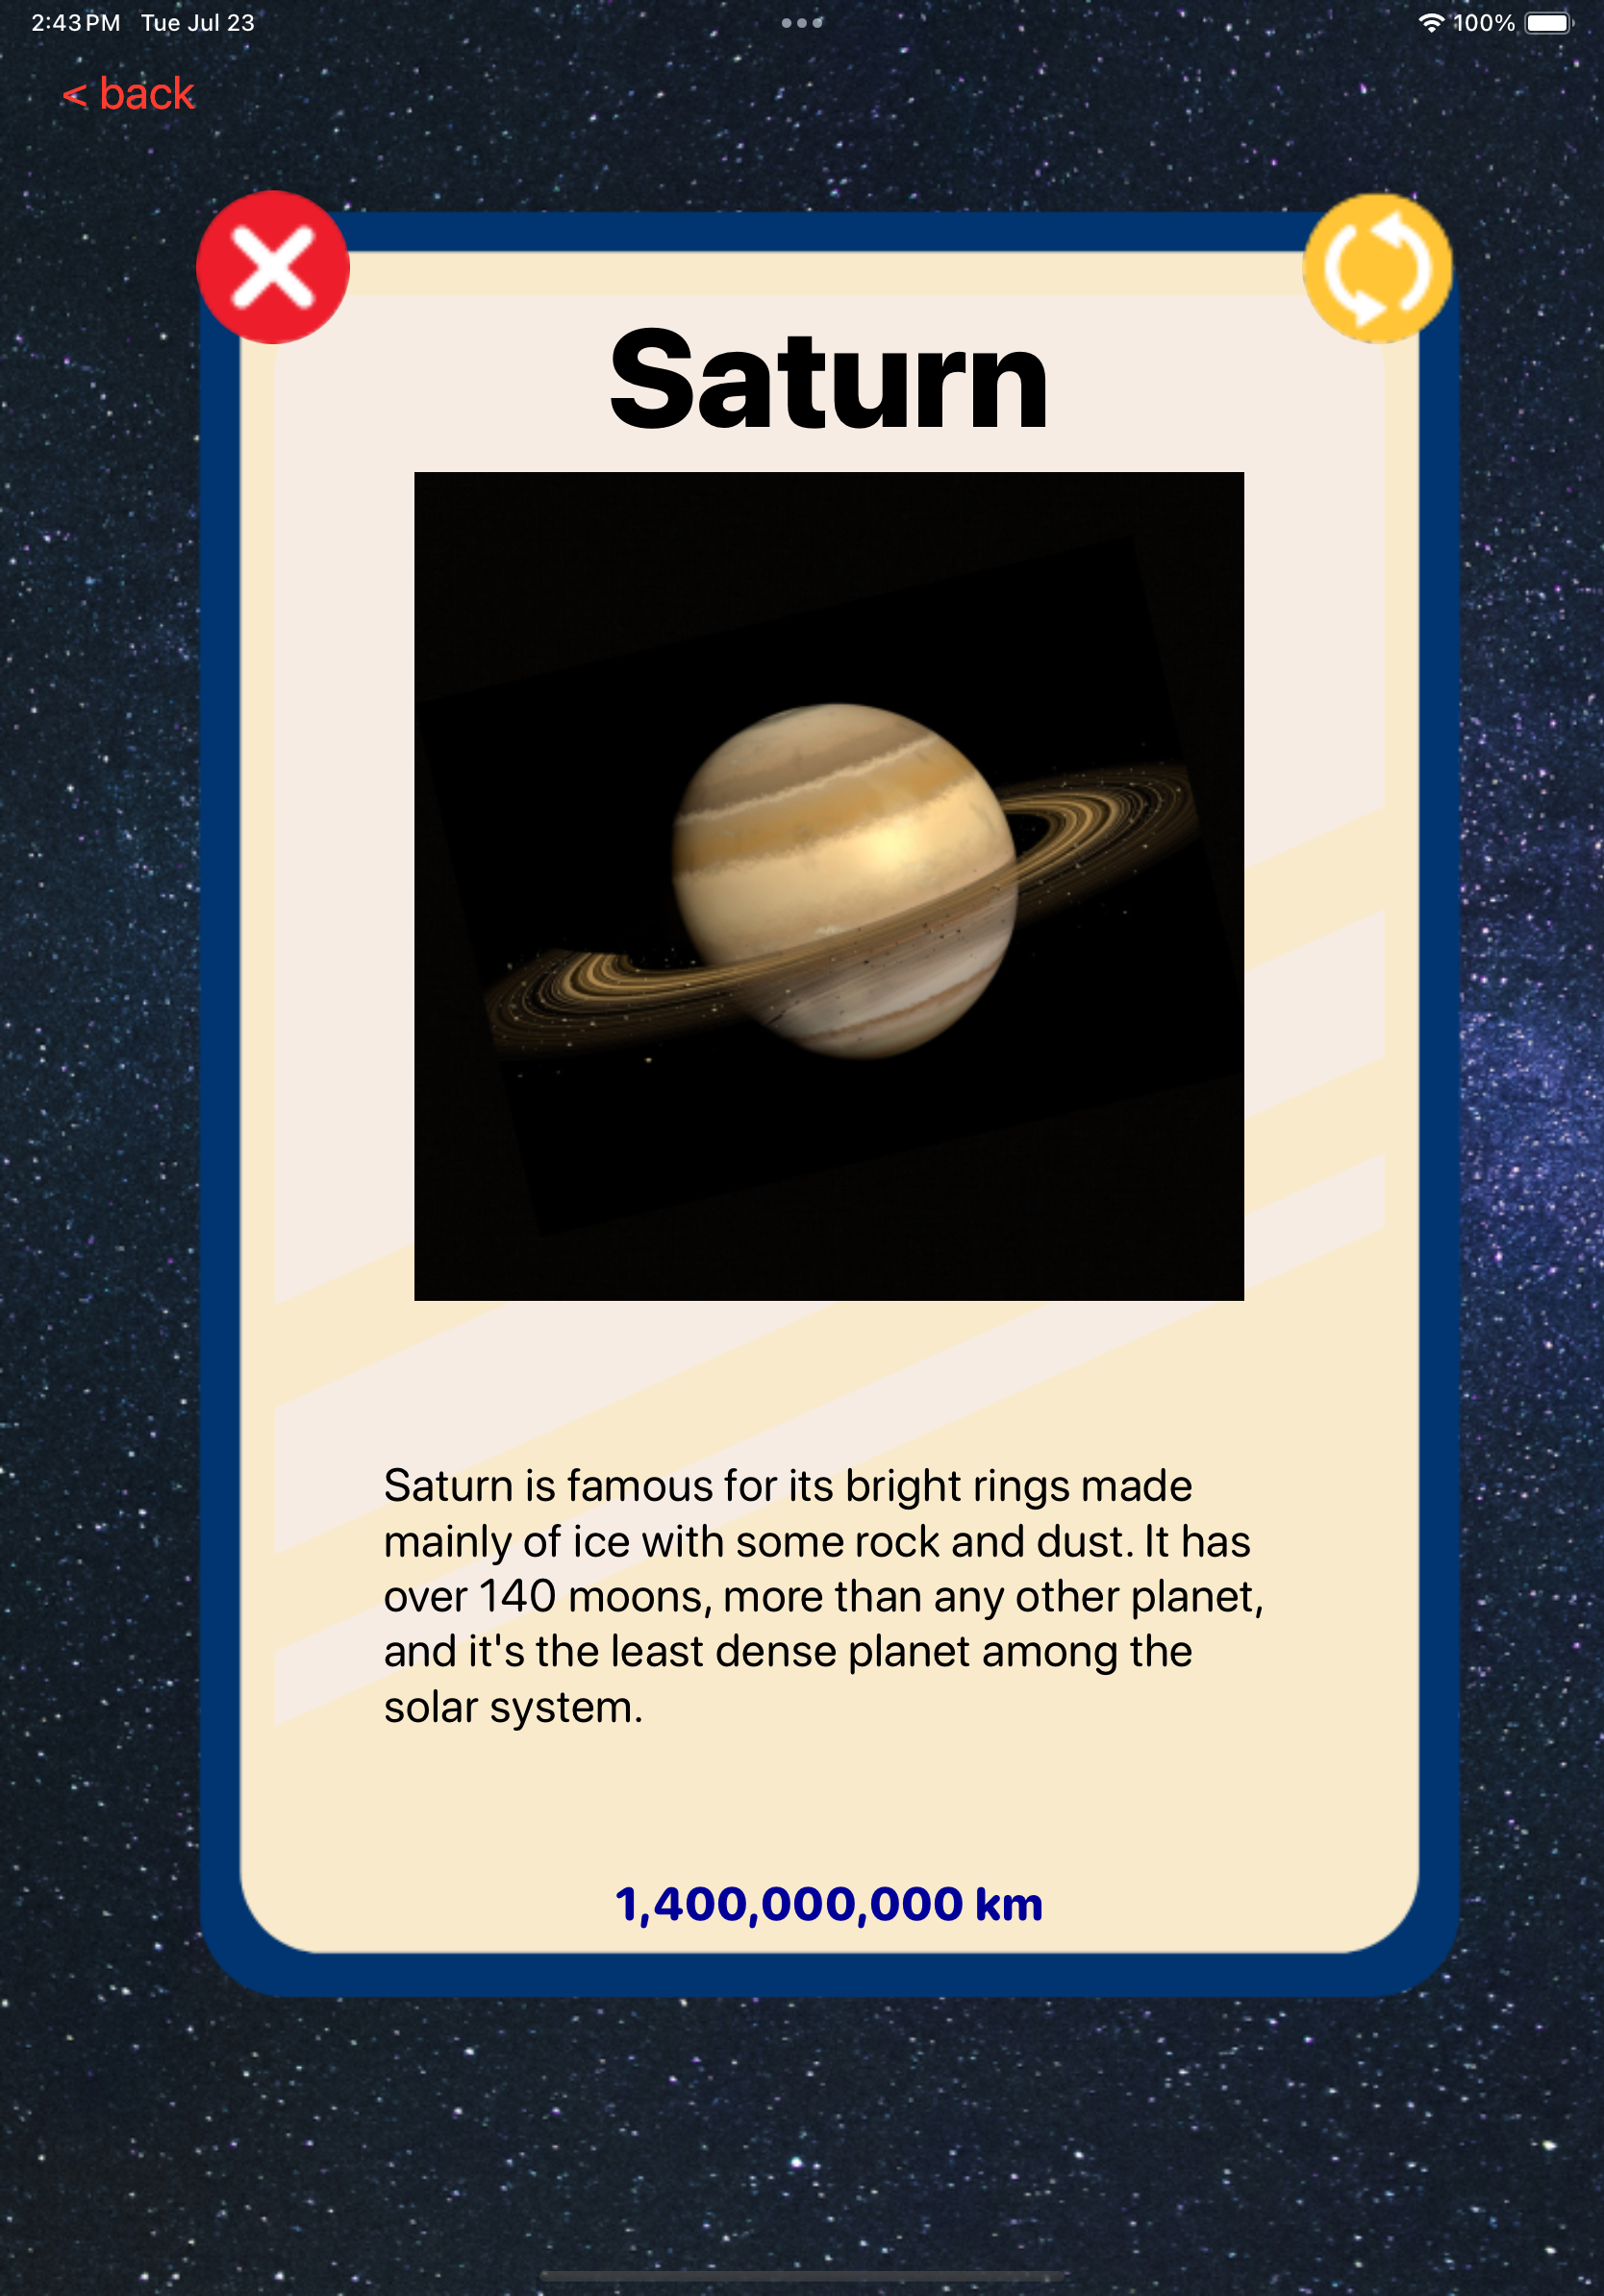 2:43 PM Tue Jul 23
100%
< back
Saturn
Saturn is famous for its bright rings made
mainly of ice with some rock and dust. It has
over 140 moons, more than any other planet,
and it's the least dense planet among the
solar system.
1,400,000,000 km